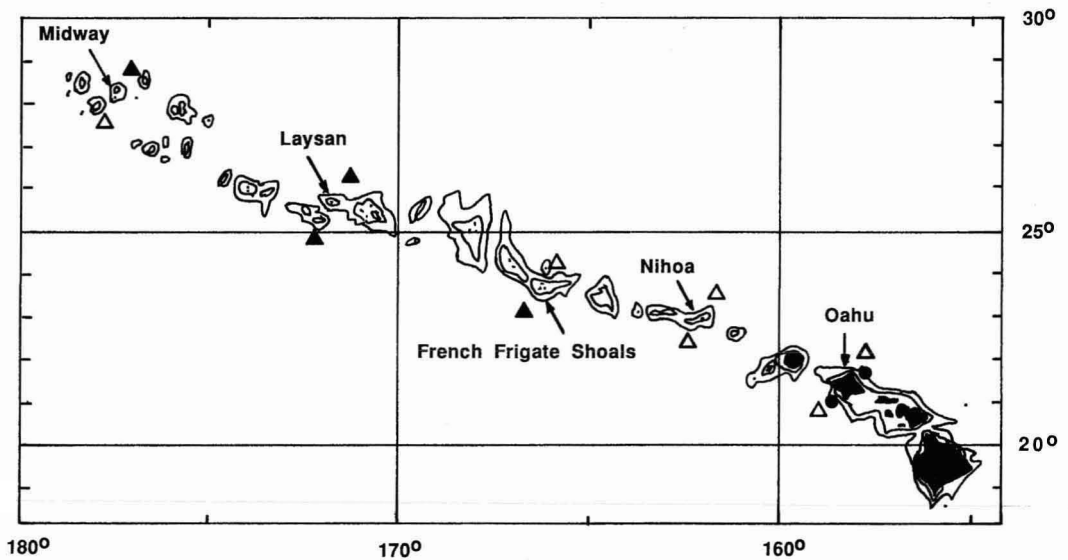 30°
Midway
Laysan
25°
Nihoa
Oahu
French Frigate Shoals
20°
180°
170°
160°